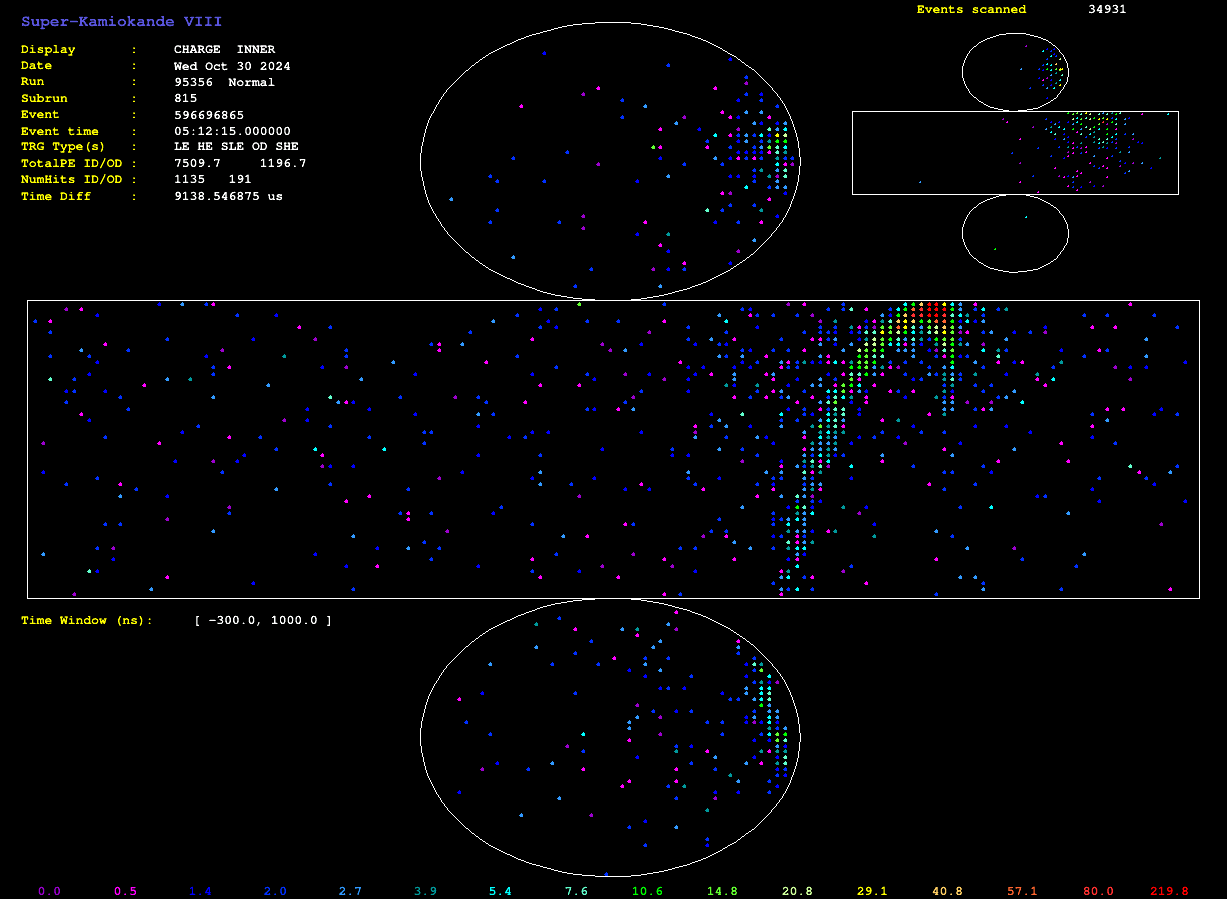 Super-Kamiokande VIII
Events scanned 34931
Display : CHARGE INNER
Date : Wed Oct 30 2024
Run : 95356 Normal
Subrun : 815
Event : 596696865
Event time : 05:12:15.000000
TRG Type(s) : LE HE SLE OD SHE
TotalPE ID/OD : 7509.7 1196.7
NumHits ID/OD : 1135 191
Time Diff : 9138.546875 us
Time Window (ns): [ -300.0, 1000.0 ]
0.0 0.5 1.4 2.0 2.7 3.9 5.4 7.6 10.6 14.8 20.8 29.1 40.8 57.1 80.0 219.8